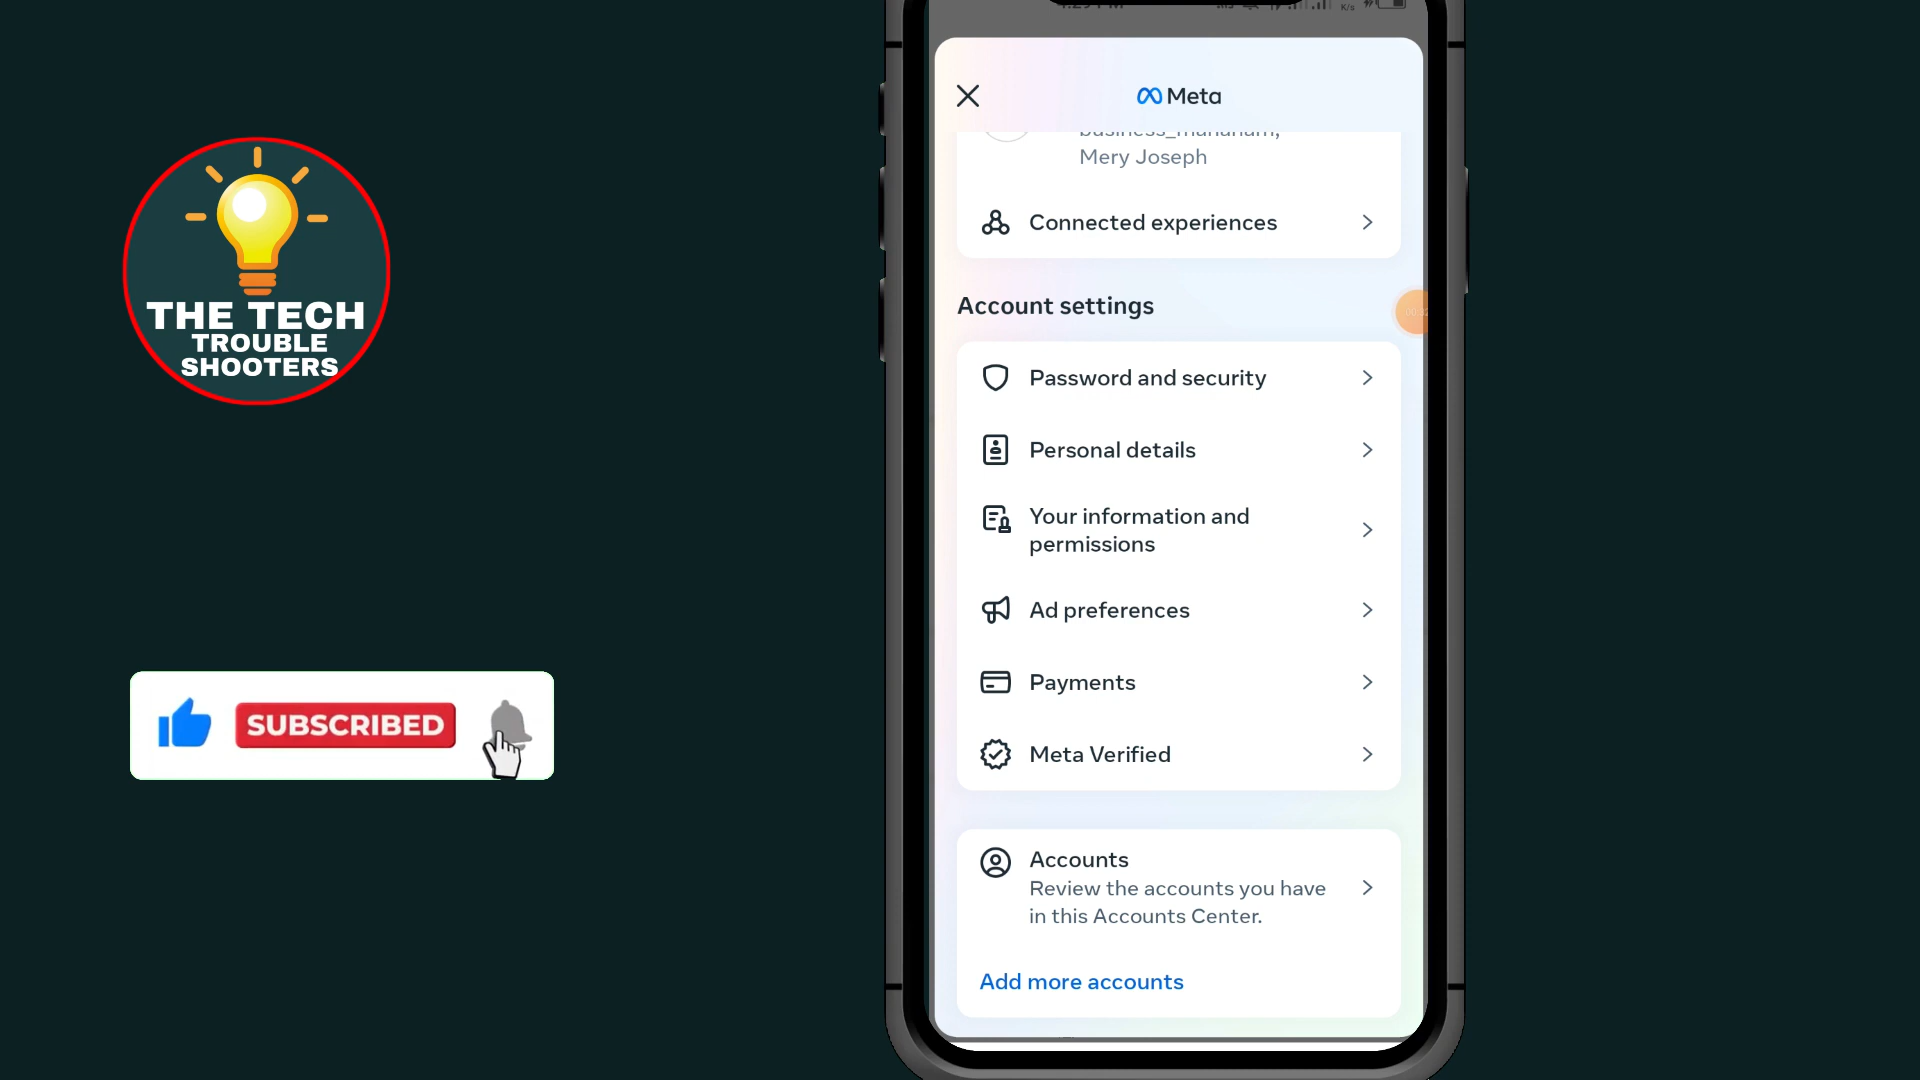 Meta
Mery Joseph
Connected experiences
Account settings
Password and security
Personal details
Your information and
permissions
Ad preferences
Payments
Meta Verified
Accounts
Review the accounts you have
in this Accounts Center.
Add more accounts
THE TECH
TROUBLE
SHOOTERS
SUBSCRIBED